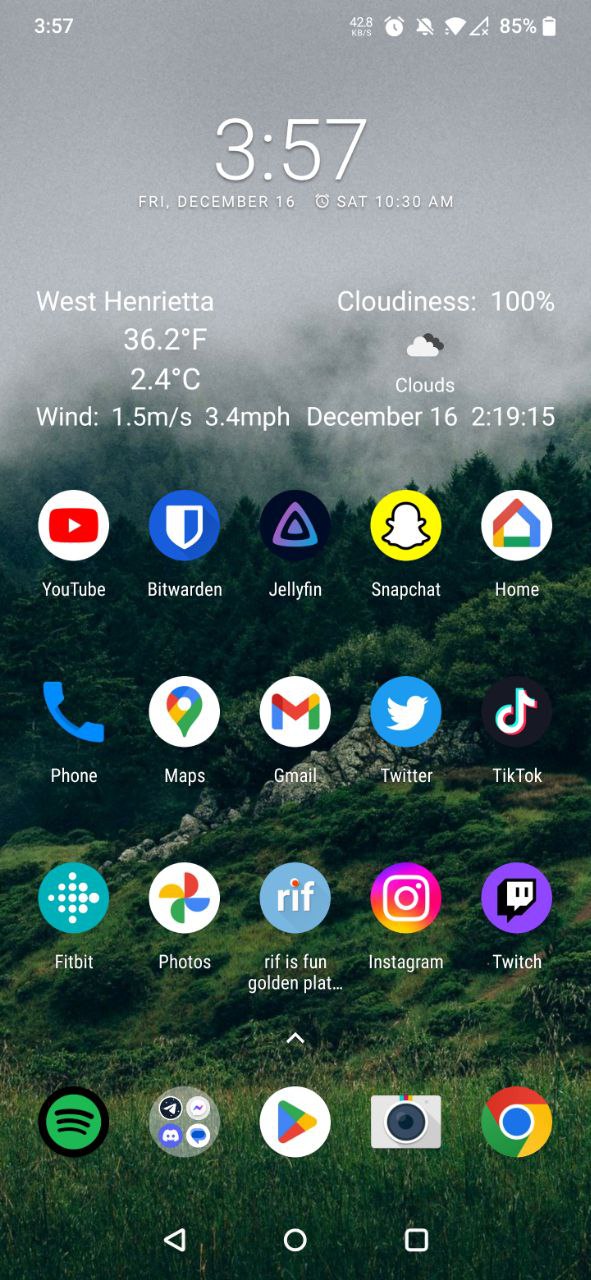 3:57
42.8
KB/S
85%
3:57
FRI, DECEMBER 16 SAT 10:30 AM
West Henrietta Cloudiness: 100%
36.2°F
2.4°C Clouds
Wind: 1.5m/s 3.4mph December 16 2:19:15
YouTube Bitwarden Jellyfin Snapchat Home
Phone Maps Gmail Twitter TikTok
rif
Fitbit Photos rif is fun golden plat… Instagram Twitch